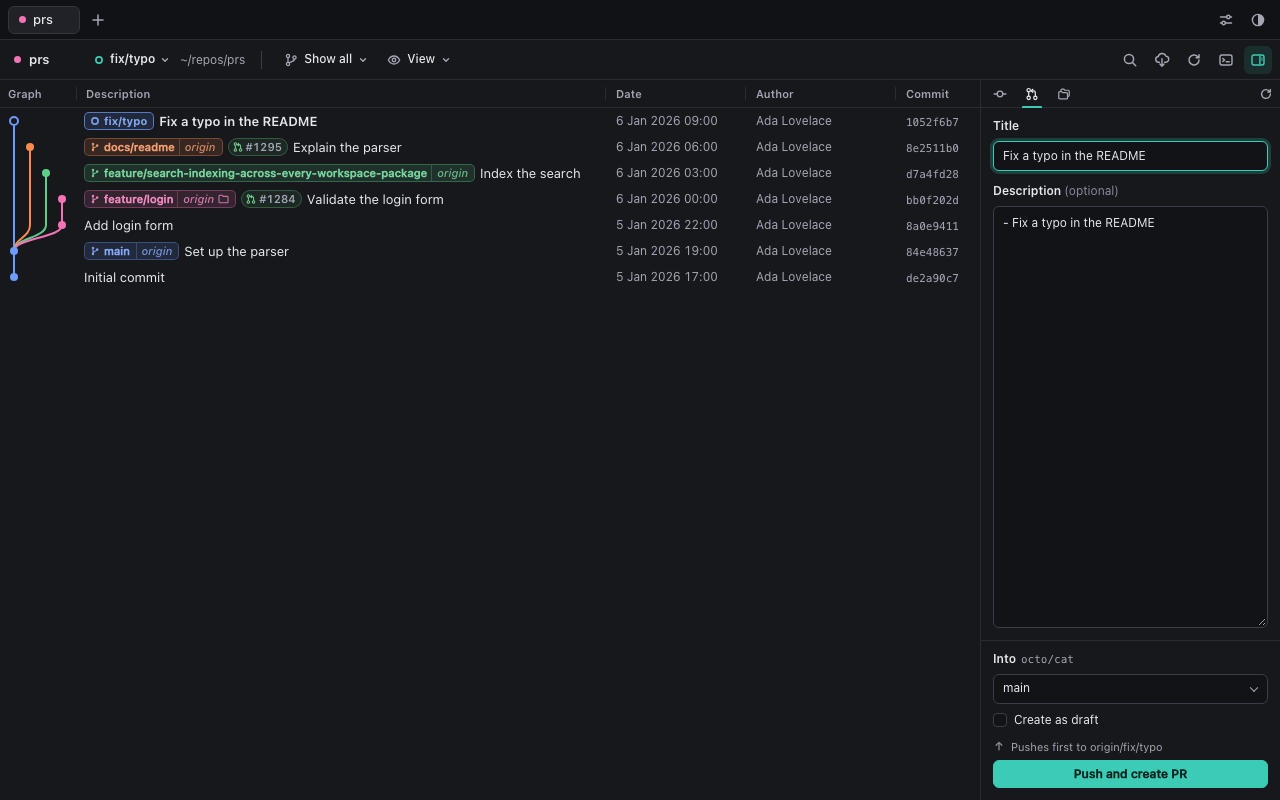 prs
prs
fix/typo
~/repos/prs
Show all
View
Graph
Description
Date
Author
Commit
fix/typo Fix a typo in the README 6 Jan 2026 09:00 Ada Lovelace 1052f6b7
docs/readme origin #1295 Explain the parser 6 Jan 2026 06:00 Ada Lovelace 8e2511b0
feature/search-indexing-across-every-workspace-package origin Index the search 6 Jan 2026 03:00 Ada Lovelace d7a4fd28
feature/login origin #1284 Validate the login form 6 Jan 2026 00:00 Ada Lovelace bb0f202d
Add login form 5 Jan 2026 22:00 Ada Lovelace 8a0e9411
main origin Set up the parser 5 Jan 2026 19:00 Ada Lovelace 84e48637
Initial commit 5 Jan 2026 17:00 Ada Lovelace de2a90c7
Title
Fix a typo in the README
Description (optional)
- Fix a typo in the README
Into octo/cat
main
Create as draft
Pushes first to origin/fix/typo
Push and create PR